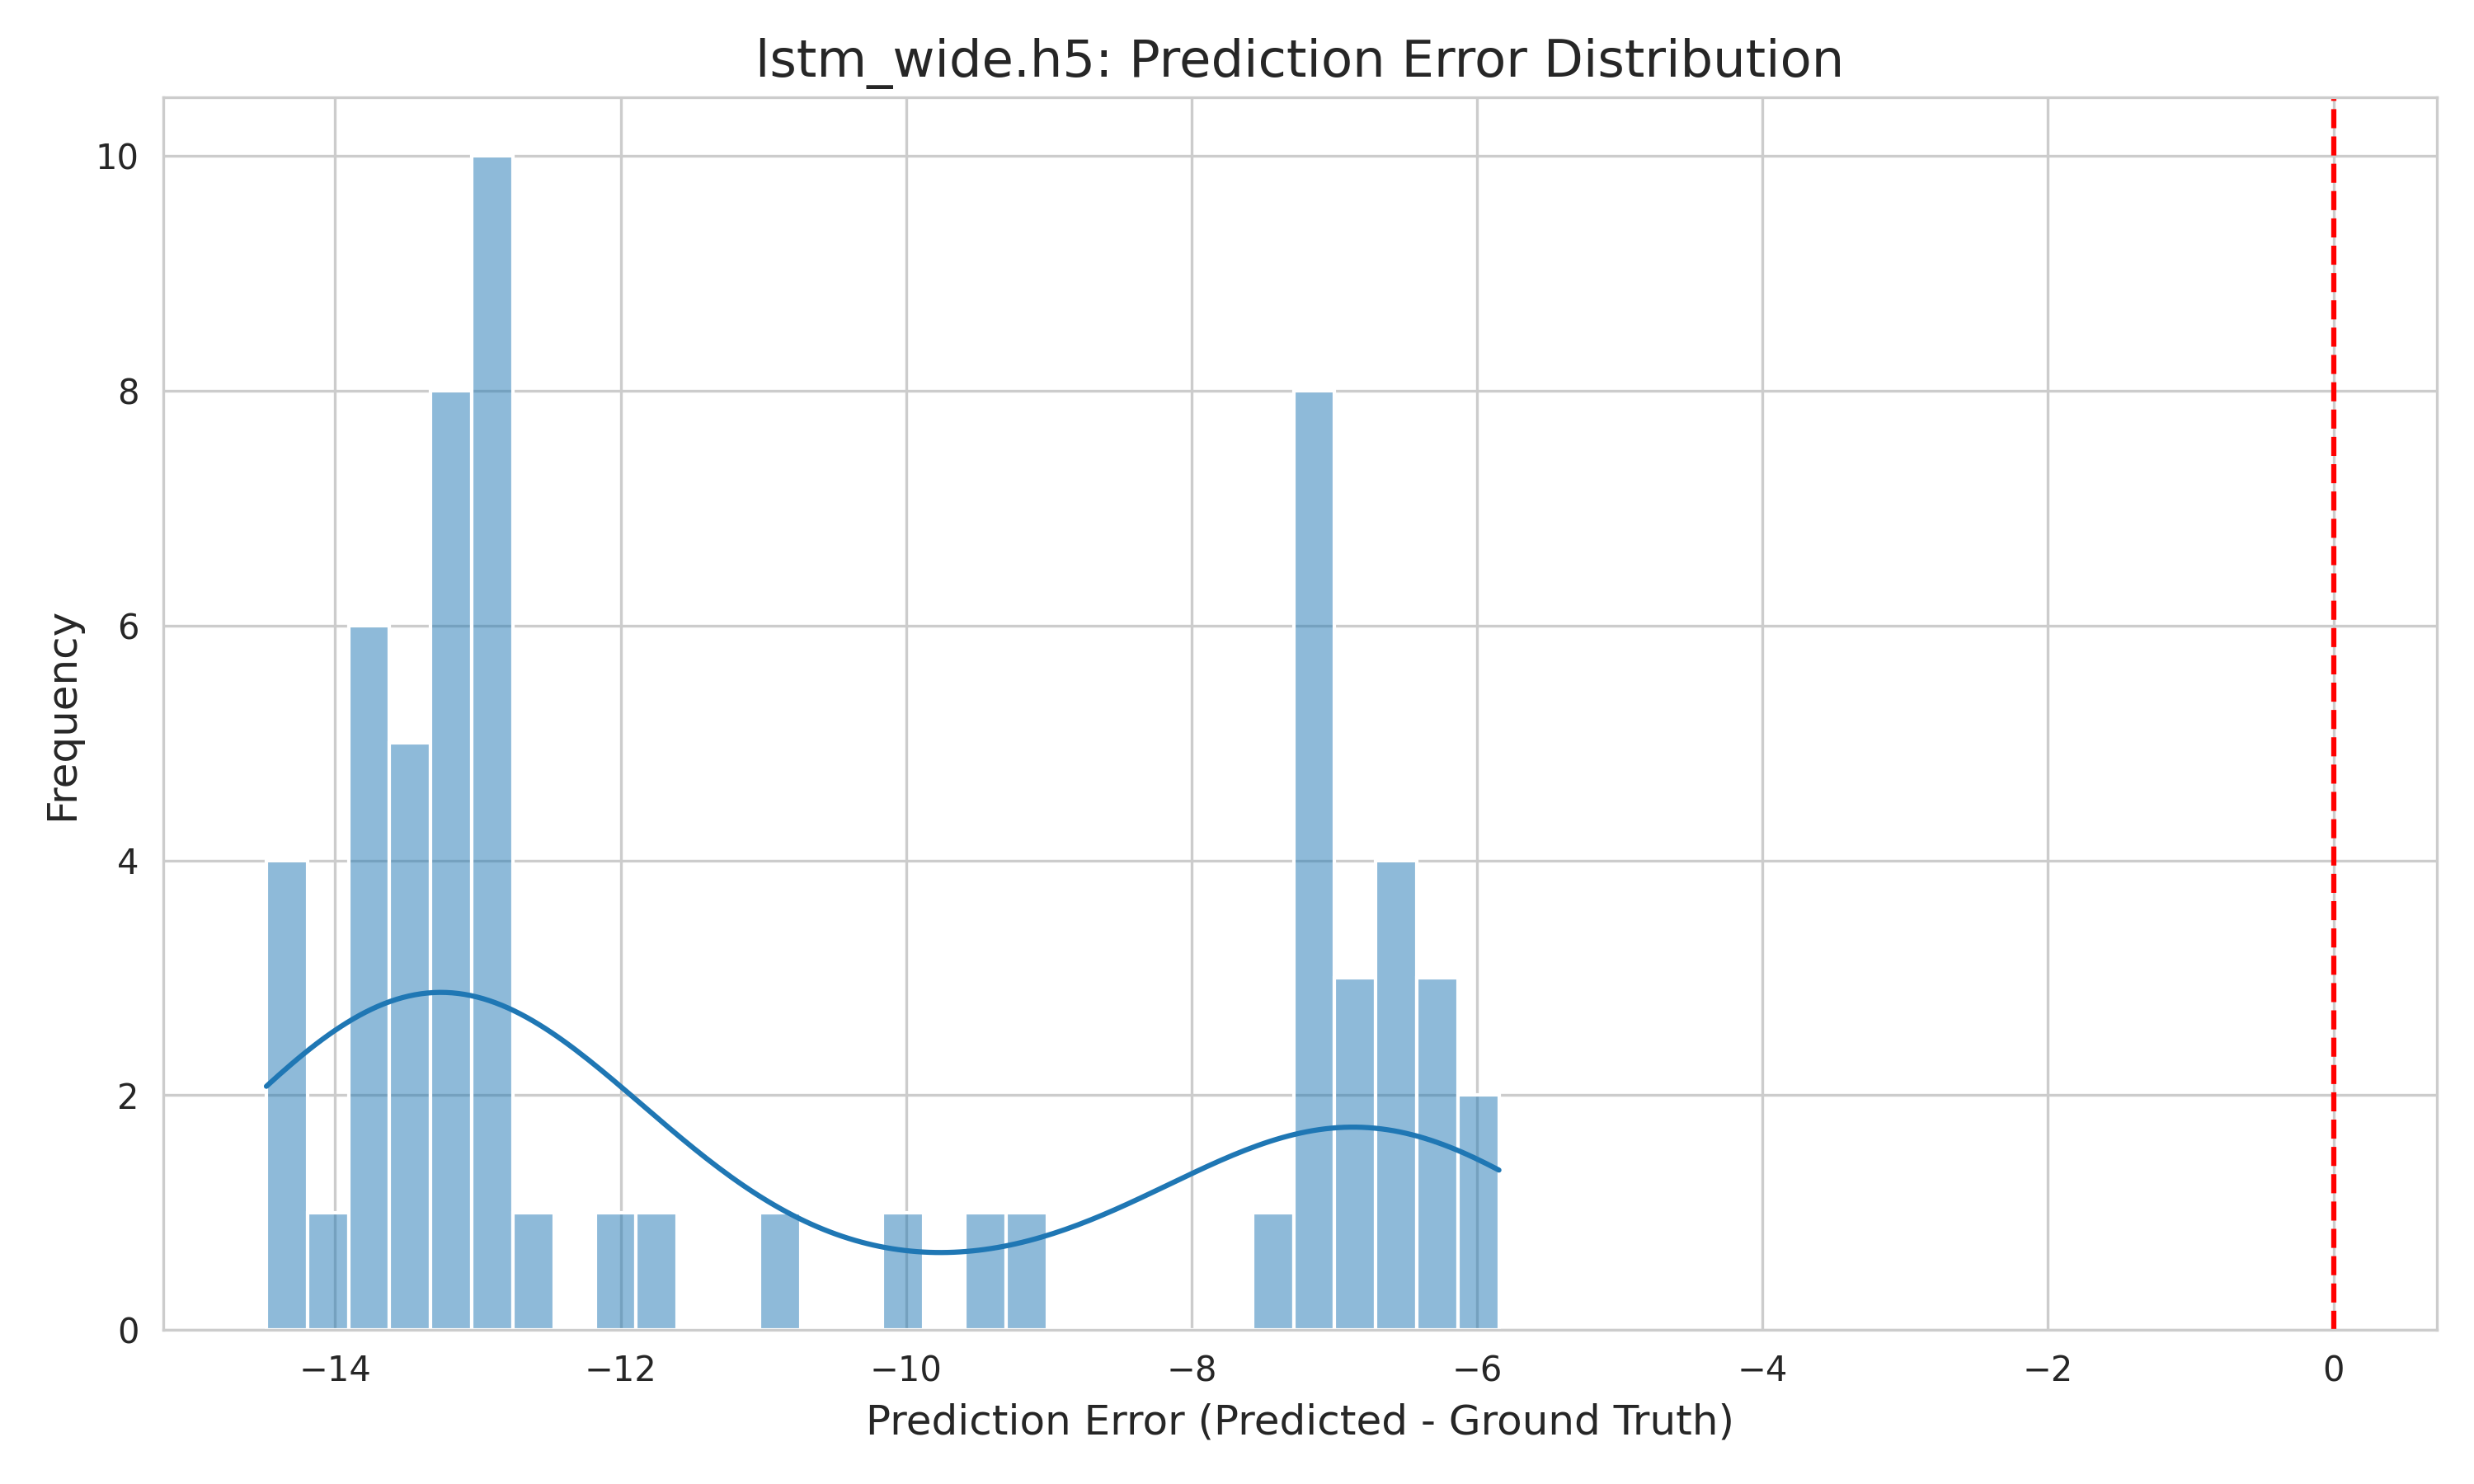 lstm_wide.h5: Prediction Error Distribution
10
8
6
4
2
0
Frequency
−14 −12 −10 −8 −6 −4 −2 0
Prediction Error (Predicted - Ground Truth)